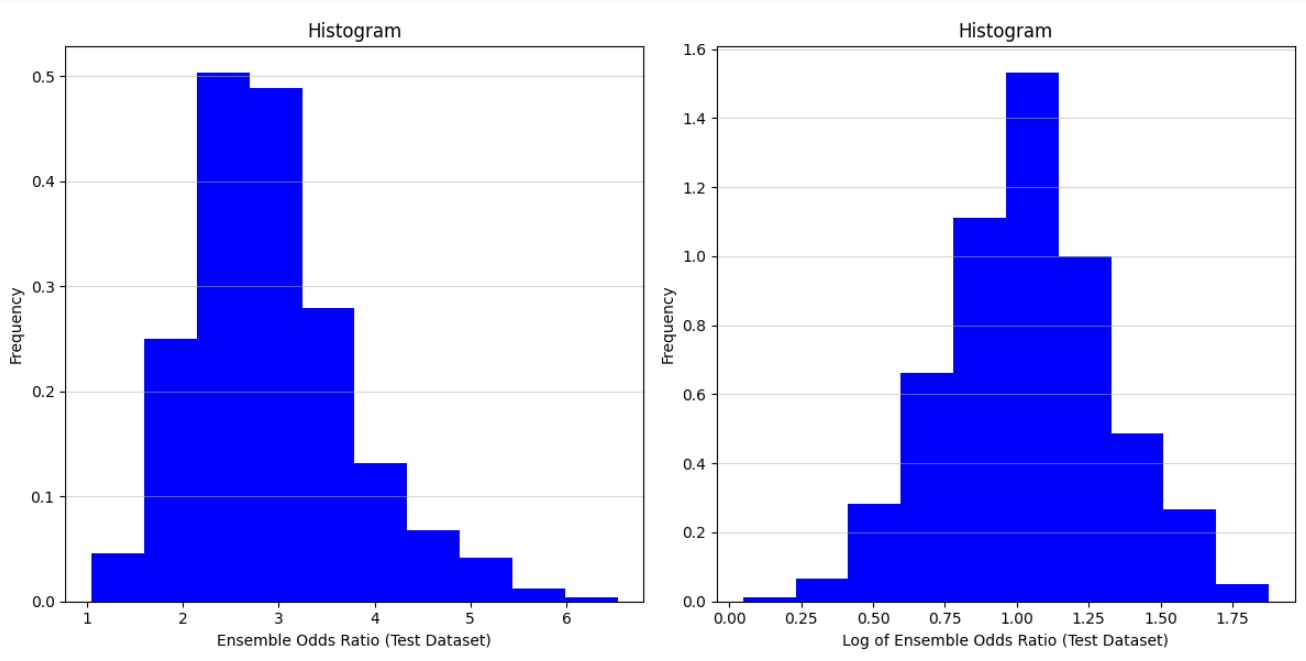 Histogram
Frequency
0.5
0.4
0.3
0.2
0.1
0.0
1 2 3 4 5 6
Ensemble Odds Ratio (Test Dataset)
Histogram
Frequency
1.6
1.4
1.2
1.0
0.8
0.6
0.4
0.2
0.0
0.00 0.25 0.50 0.75 1.00 1.25 1.50 1.75
Log of Ensemble Odds Ratio (Test Dataset)